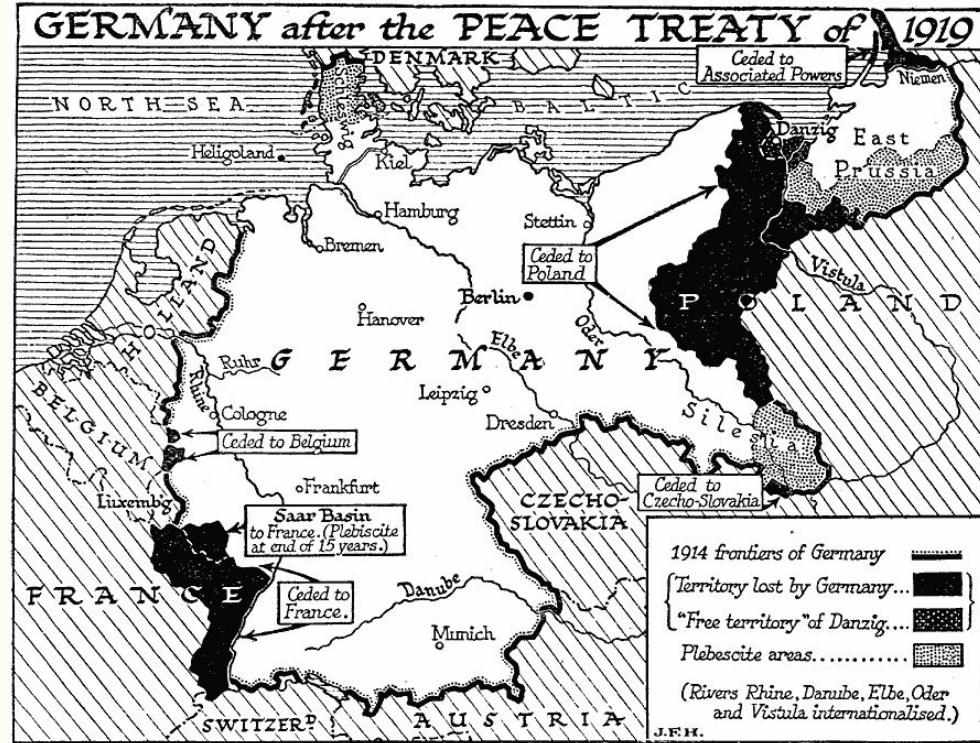 GERMANY after the PEACE TREATY of 1919
DENMARK
Ceded to
Associated Powers
Niemen
NORTH SEA
BALTIC
Schleswig
Danzig
East
Prussia
Heligoland
Kiel
Hamburg
Stettin
Bremen
Ceded to
Poland
HOLLAND
Vistula
Berlin
POLAND
Hanover
Oder
Elbe
GERMANY
Ruhr
Rhine
BELGIUM
Leipzig
Cologne
Silesia
Dresden
Ceded to Belgium
Frankfurt
Ceded to
Czecho-Slovakia
CZECHO-
SLOVAKIA
Luxembg
Saar Basin
to France. (Plebiscite
at end of 15 years.)
FRANCE
Ceded to
France.
Danube
Munich
SWITZERD
AUSTRIA
1914 frontiers of Germany
Territory lost by Germany...
"Free territory" of Danzig....
Plebescite areas............
(Rivers Rhine, Danube, Elbe, Oder
and Vistula internationalised.)
J.F.H.